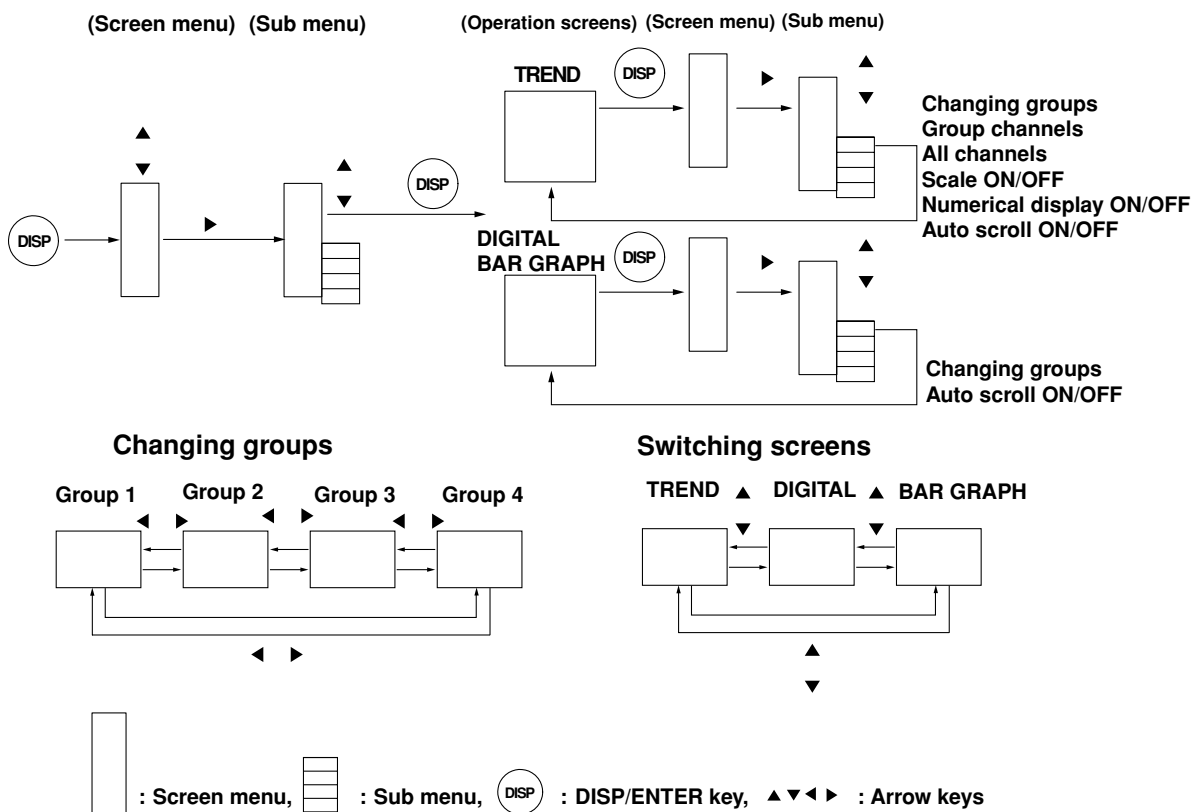 (Screen menu) (Sub menu)
(Operation screens) (Screen menu) (Sub menu)
TREND
DISP
Changing groups
Group channels
All channels
Scale ON/OFF
Numerical display ON/OFF
Auto scroll ON/OFF
DISP
DISP
DIGITAL
BAR GRAPH
DISP
Changing groups
Auto scroll ON/OFF
Changing groups
Group 1 Group 2 Group 3 Group 4
Switching screens
TREND DIGITAL BAR GRAPH
: Screen menu, : Sub menu, DISP : DISP/ENTER key, ▲▼◀ ▶ : Arrow keys